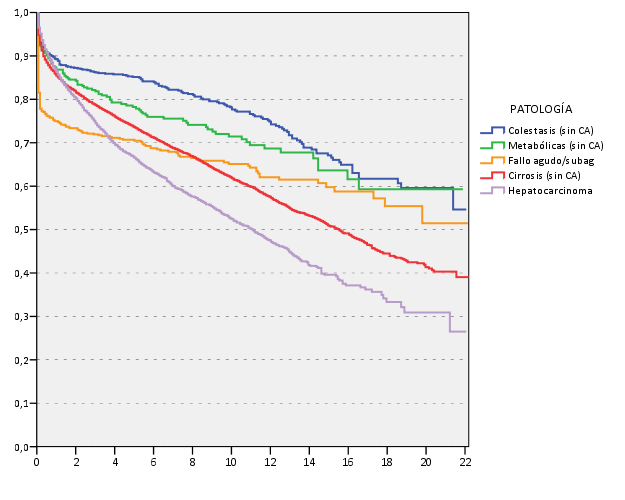 1,0
0,9
0,8
0,7
0,6
0,5
0,4
0,3
0,2
0,1
0,0
0 2 4 6 8 10 12 14 16 18 20 22
PATOLOGÍA
Colestasis (sin CA)
Metabólicas (sin CA)
Fallo agudo/subag
Cirrosis (sin CA)
Hepatocarcinoma